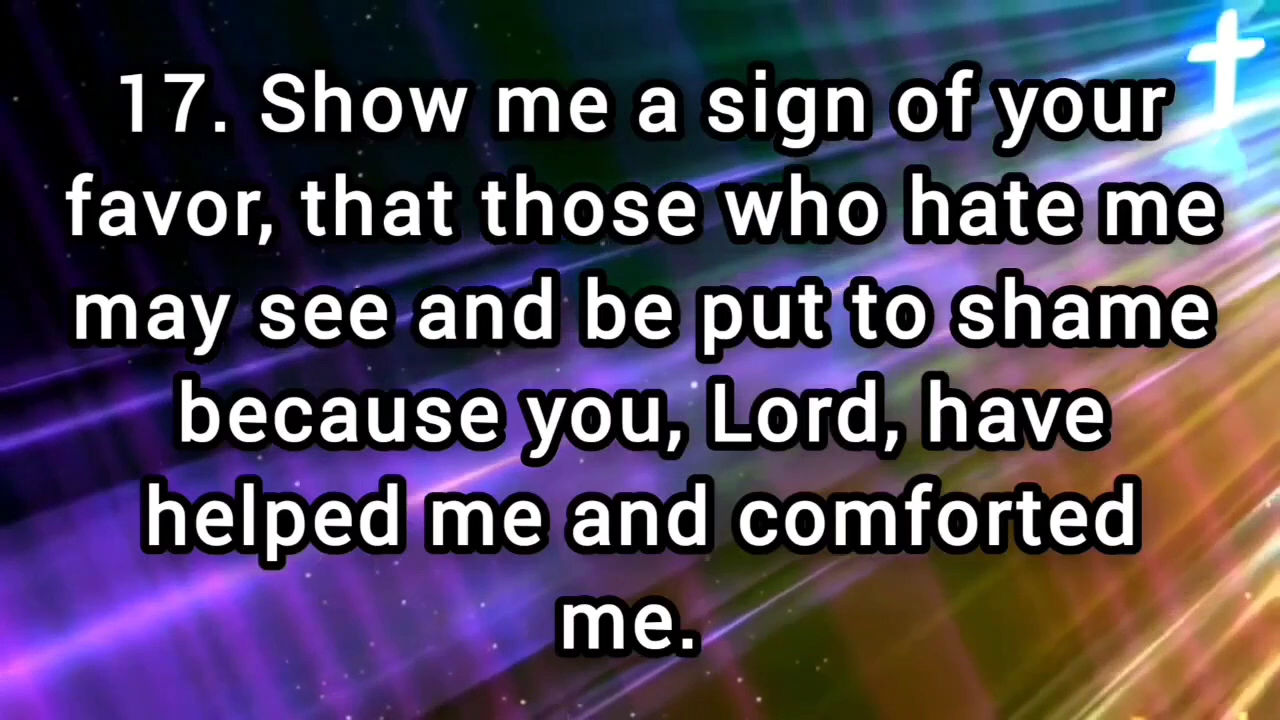 17. Show me a sign of your
favor, that those who hate me
may see and be put to shame
because you, Lord, have
helped me and comforted
me.